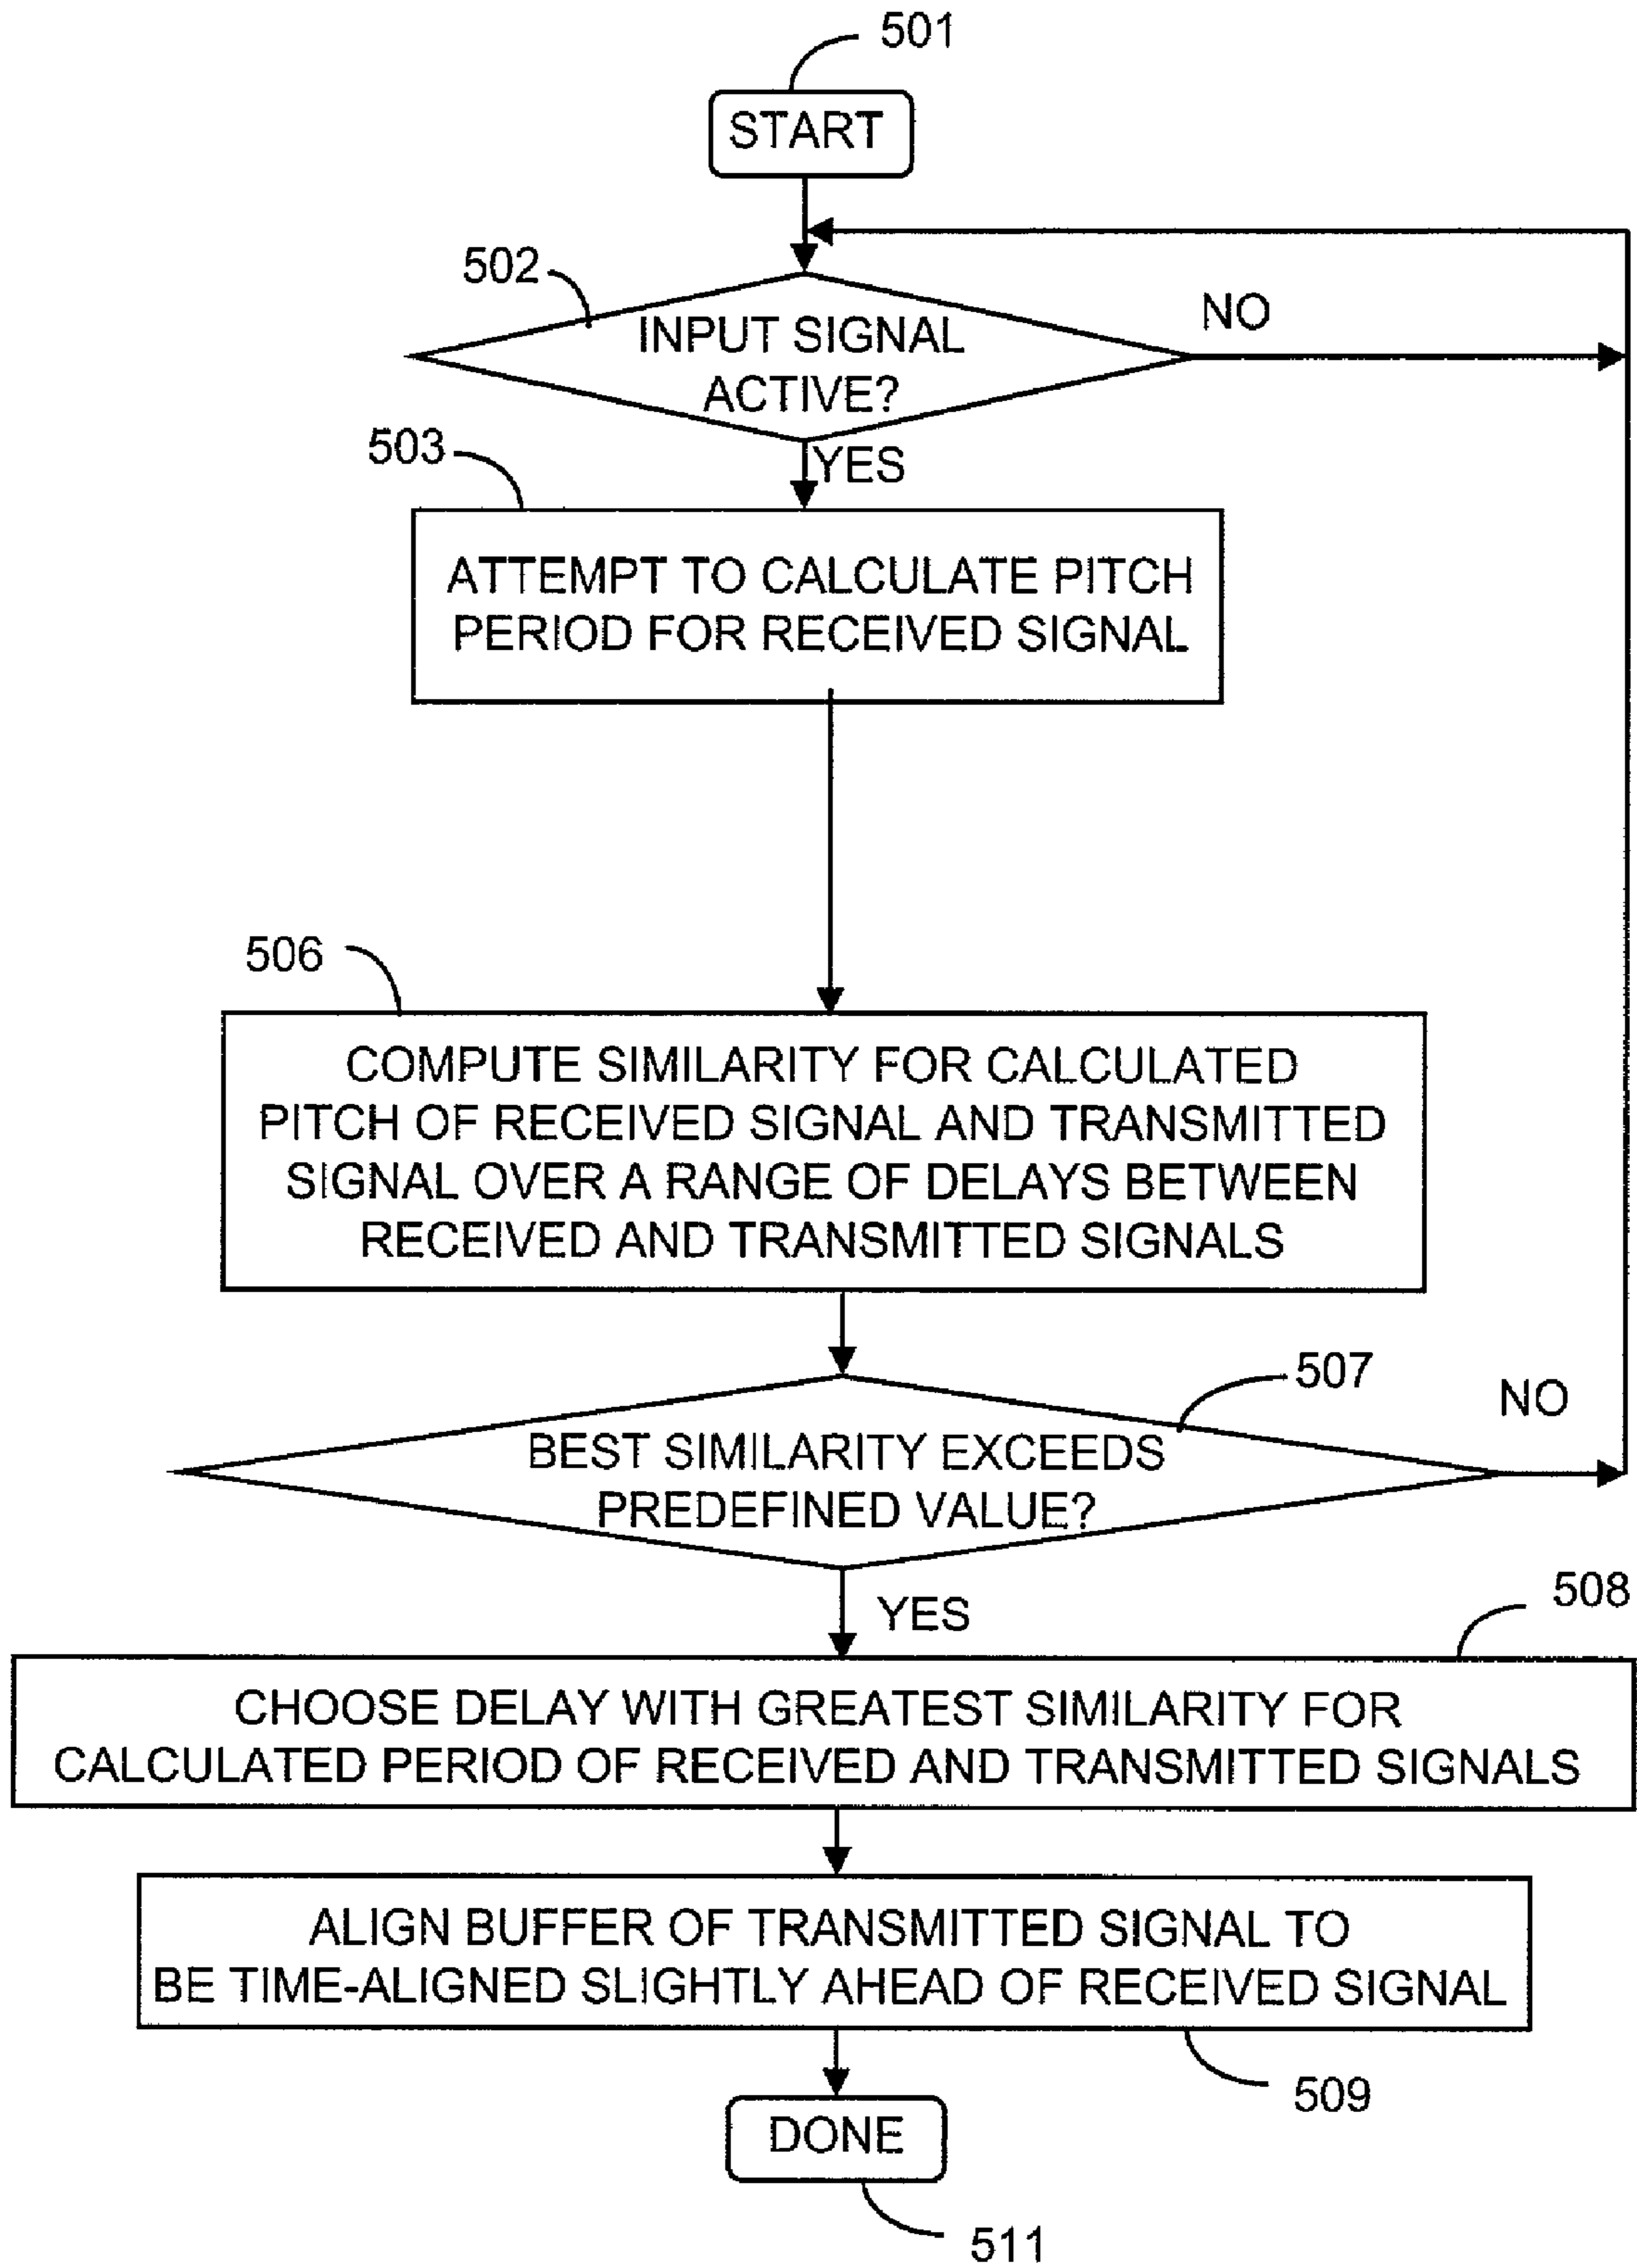 501
START
502
INPUT SIGNAL
ACTIVE?
NO
503
YES
ATTEMPT TO CALCULATE PITCH
PERIOD FOR RECEIVED SIGNAL
506
COMPUTE SIMILARITY FOR CALCULATED
PITCH OF RECEIVED SIGNAL AND TRANSMITTED
SIGNAL OVER A RANGE OF DELAYS BETWEEN
RECEIVED AND TRANSMITTED SIGNALS
507
NO
BEST SIMILARITY EXCEEDS
PREDEFINED VALUE?
YES
508
CHOOSE DELAY WITH GREATEST SIMILARITY FOR
CALCULATED PERIOD OF RECEIVED AND TRANSMITTED SIGNALS
ALIGN BUFFER OF TRANSMITTED SIGNAL TO
BE TIME-ALIGNED SLIGHTLY AHEAD OF RECEIVED SIGNAL
509
DONE
511